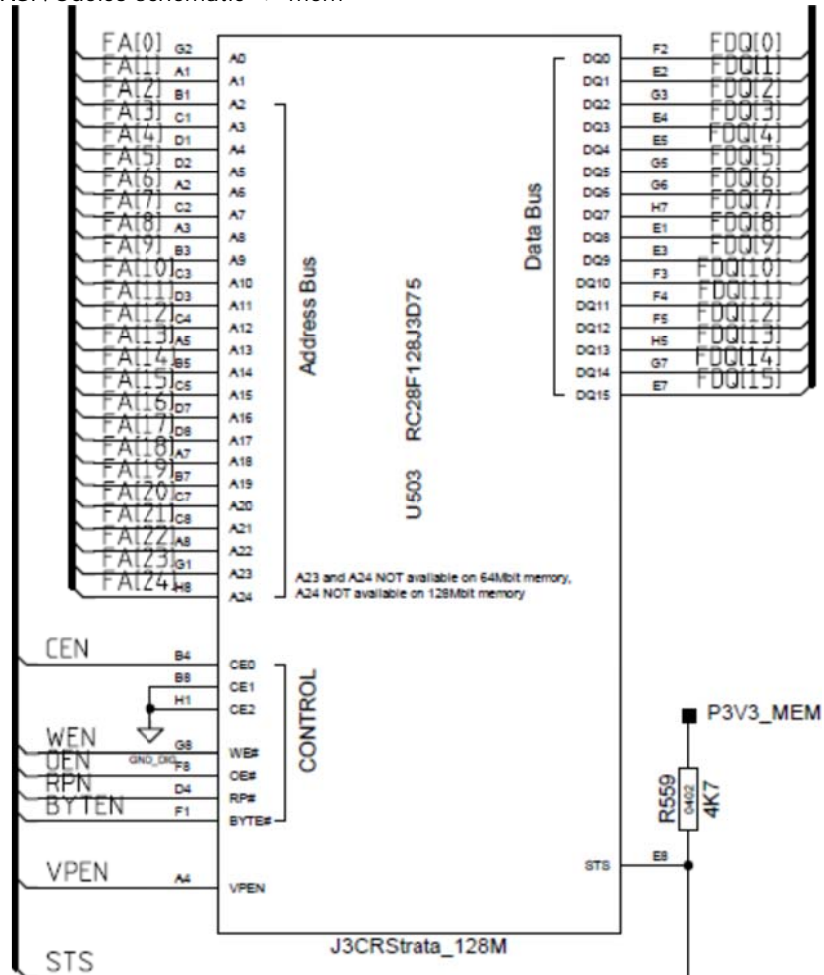 schematic -> mem
FA[0] G2 A0 DQ0 F2 FDQ[0]
FA[1] A1 A1 DQ1 E2 FDQ[1]
FA[2] B1 A2 DQ2 G3 FDQ[2]
FA[3] C1 A3 DQ3 E4 FDQ[3]
FA[4] D1 A4 DQ4 E5 FDQ[4]
FA[5] D2 A5 DQ5 G5 FDQ[5]
FA[6] A2 A6 DQ6 G6 FDQ[6]
FA[7] C2 A7 DQ7 H7 FDQ[7]
FA[8] A3 A8 DQ8 E1 FDQ[8]
FA[9] B3 A9 DQ9 E3 FDQ[9]
FA[10] C3 A10 DQ10 F3 FDQ[10]
FA[11] D3 A11 DQ11 F4 FDQ[11]
FA[12] C4 A12 DQ12 F5 FDQ[12]
FA[13] A5 A13 DQ13 H5 FDQ[13]
FA[14] B5 A14 DQ14 G7 FDQ[14]
FA[15] C5 A15 DQ15 E7 FDQ[15]
FA[16] D7 A16
FA[17] D8 A17
FA[18] A7 A18
FA[19] B7 A19
FA[20] C7 A20
FA[21] C8 A21
FA[22] A8 A22
FA[23] G1 A23
FA[24] H8 A24
Address Bus
U503 RC28F128J3D75
Data Bus
A23 and A24 NOT available on 64Mbit memory,
A24 NOT available on 128Mbit memory
CEN B4 CE0
B8 CE1
H1 CE2
GND_DIG
WEN G8 WE#
OEN F8 OE#
RPN D4 RP#
BYTEN F1 BYTE#
CONTROL
P3V3_MEM
R559 0402 4K7
STS E8
VPEN A4 VPEN
J3CRStrata_128M
STS